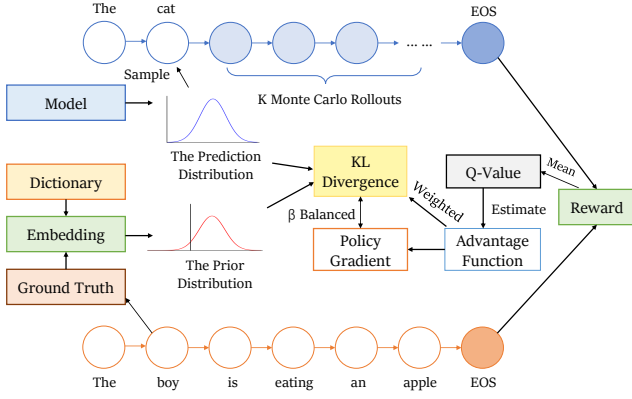 The cat EOS
... ...
Sample
K Monte Carlo Rollouts
Model
The Prediction
Distribution
KL
Divergence
Q-Value
Mean
Dictionary
Weighted
Estimate
Reward
β Balanced
Embedding
Policy
Gradient
Advantage
Function
The Prior
Distribution
Ground Truth
The boy is eating an apple EOS